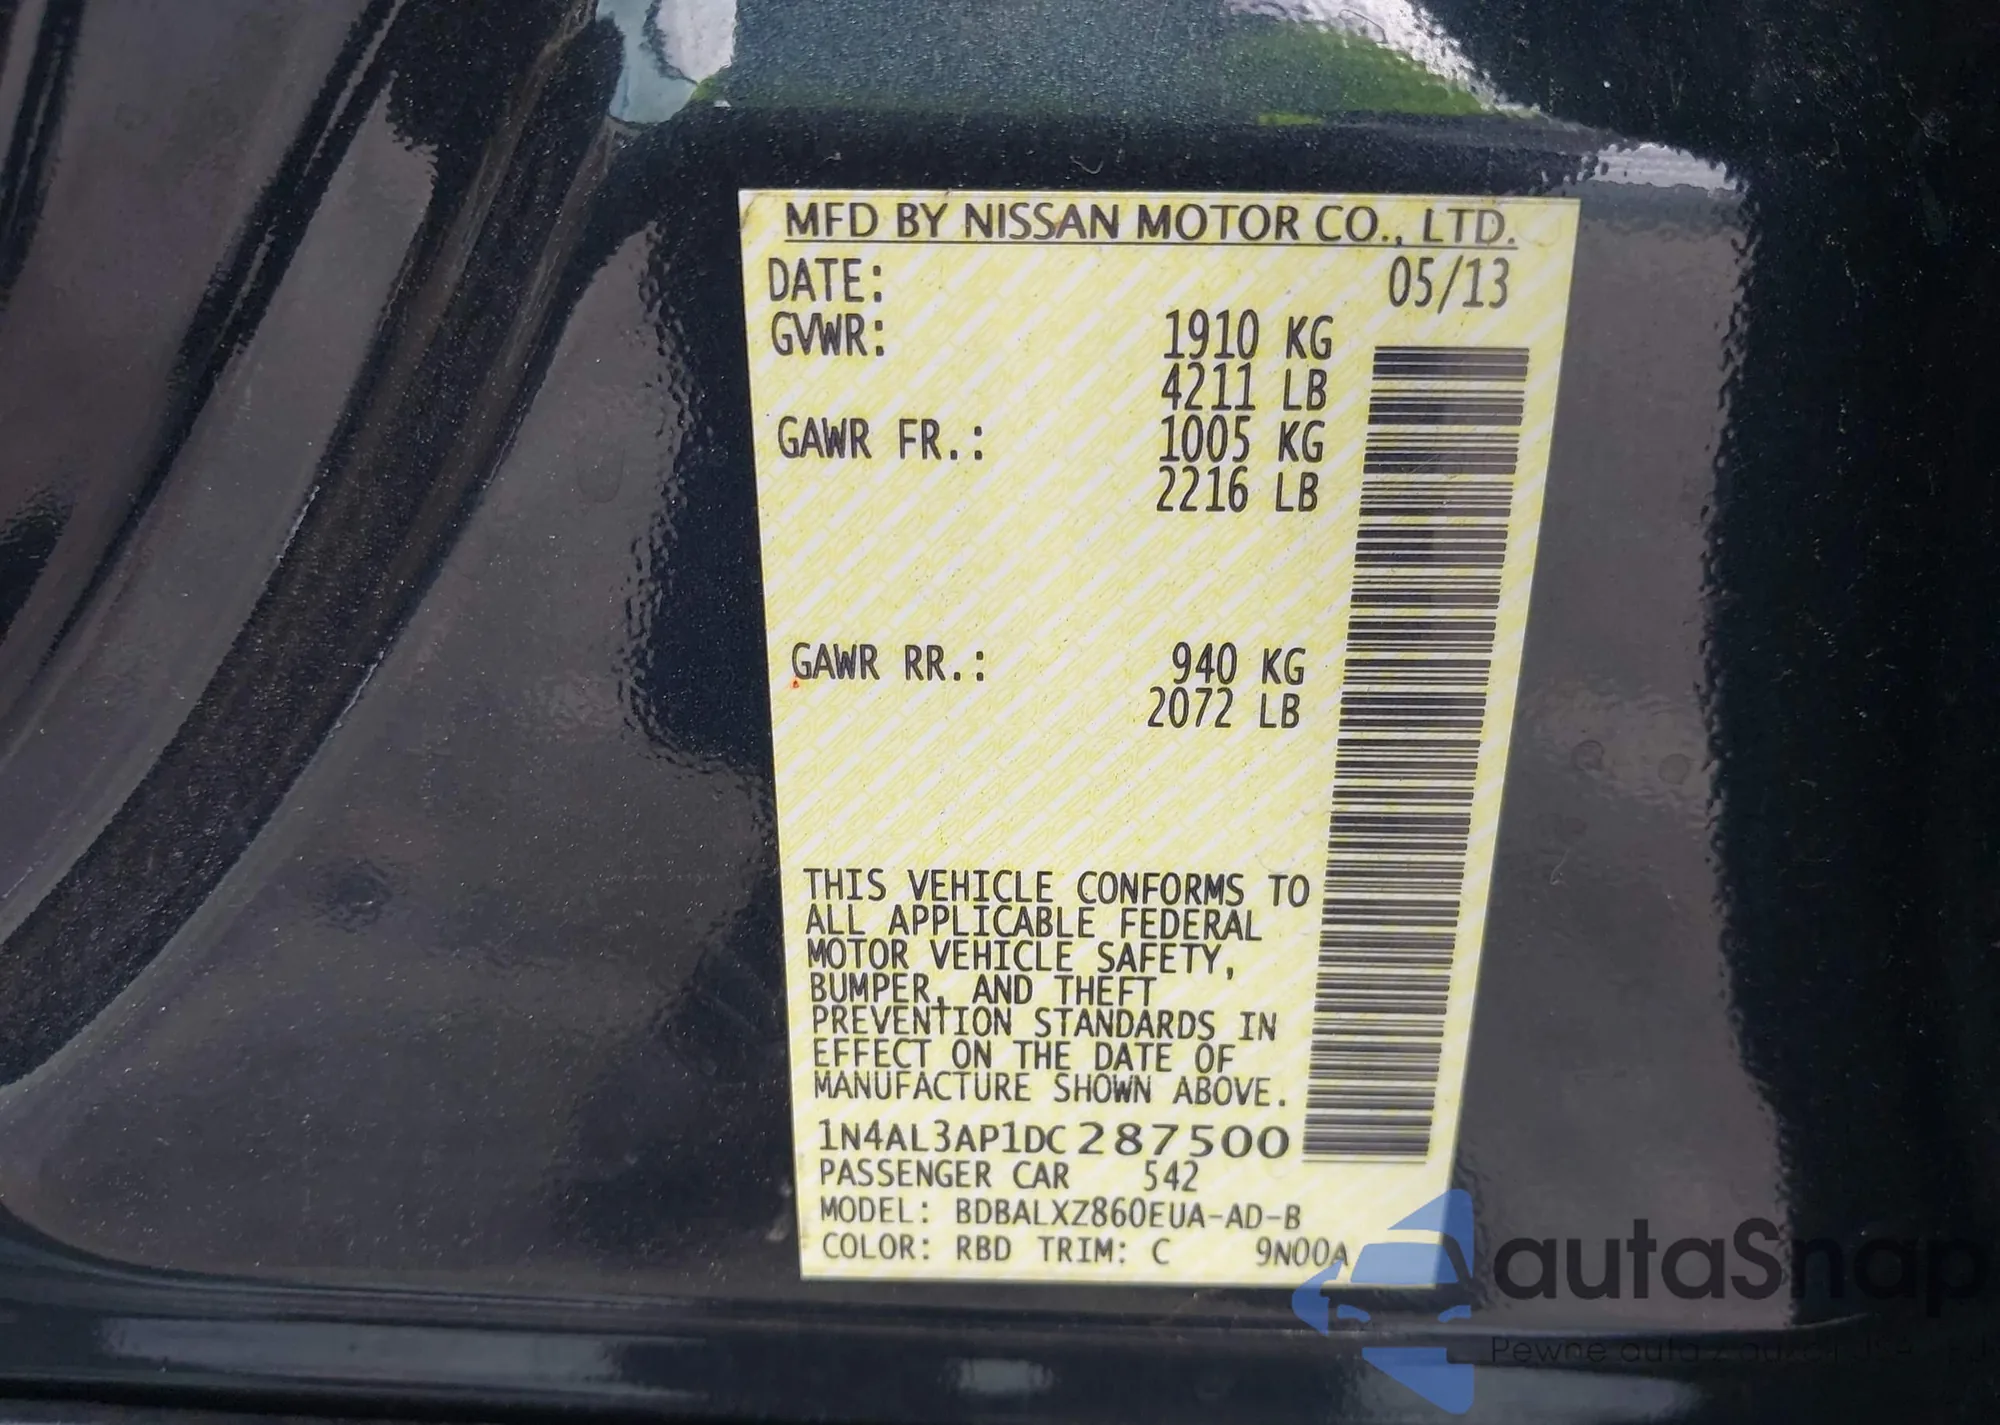 MFD BY NISSAN MOTOR CO., LTD.
DATE: 05/13
GVWR: 1910 KG
4211 LB
GAWR FR.: 1005 KG
2216 LB
GAWR RR.: 940 KG
2072 LB
THIS VEHICLE CONFORMS TO
ALL APPLICABLE FEDERAL
MOTOR VEHICLE SAFETY,
BUMPER, AND THEFT
PREVENTION STANDARDS IN
EFFECT ON THE DATE OF
MANUFACTURE SHOWN ABOVE.
1N4AL3AP1DC287500
PASSENGER CAR 542
MODEL: BDBALXZ860EUA-AD-B
COLOR: RBD TRIM: C 9N00A
autaSnap
Pewne auta z